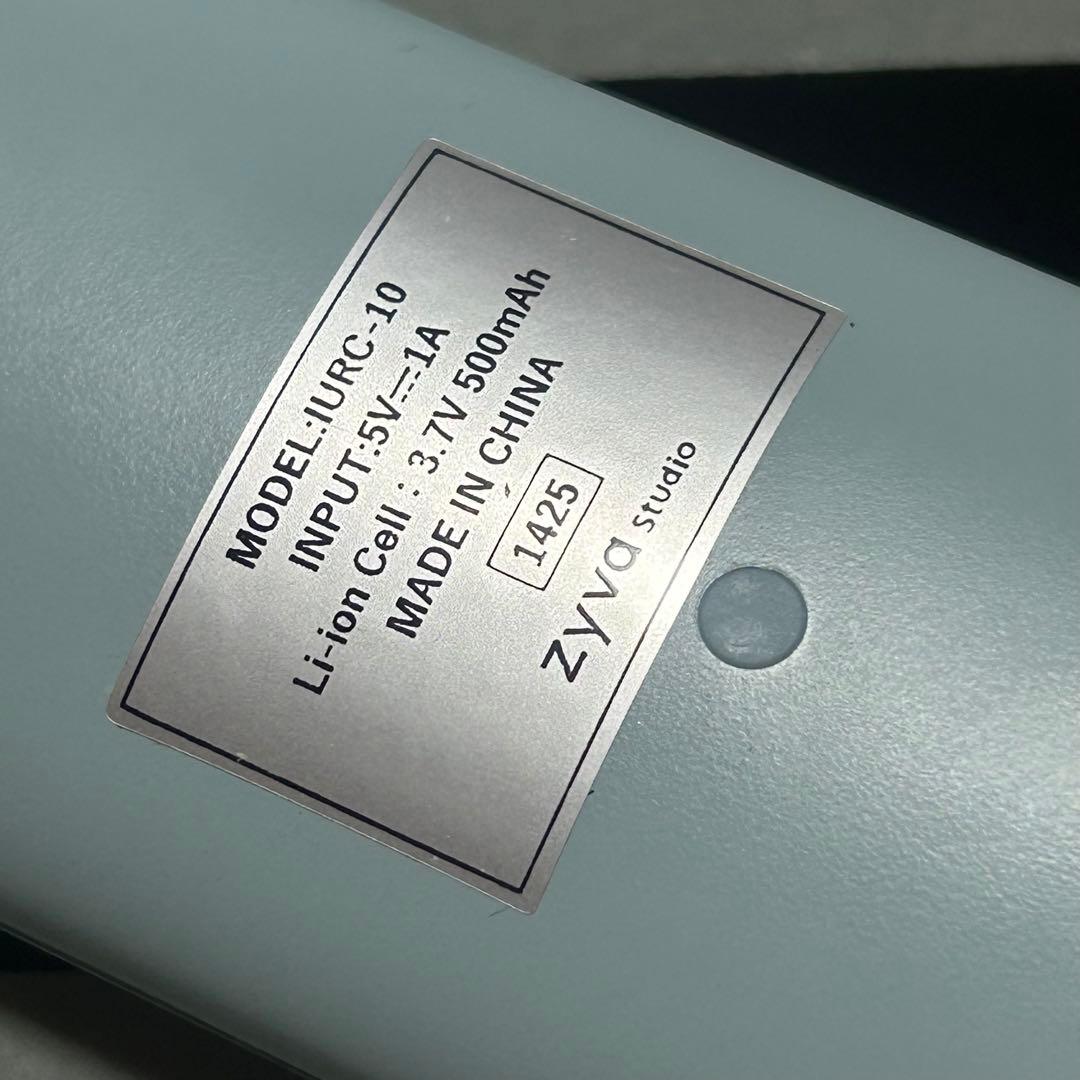 MODEL:IURC-10
INPUT:5V⎓1A
Li-ion Cell : 3.7V 500mAh
MADE IN CHINA
1425
zyva studio